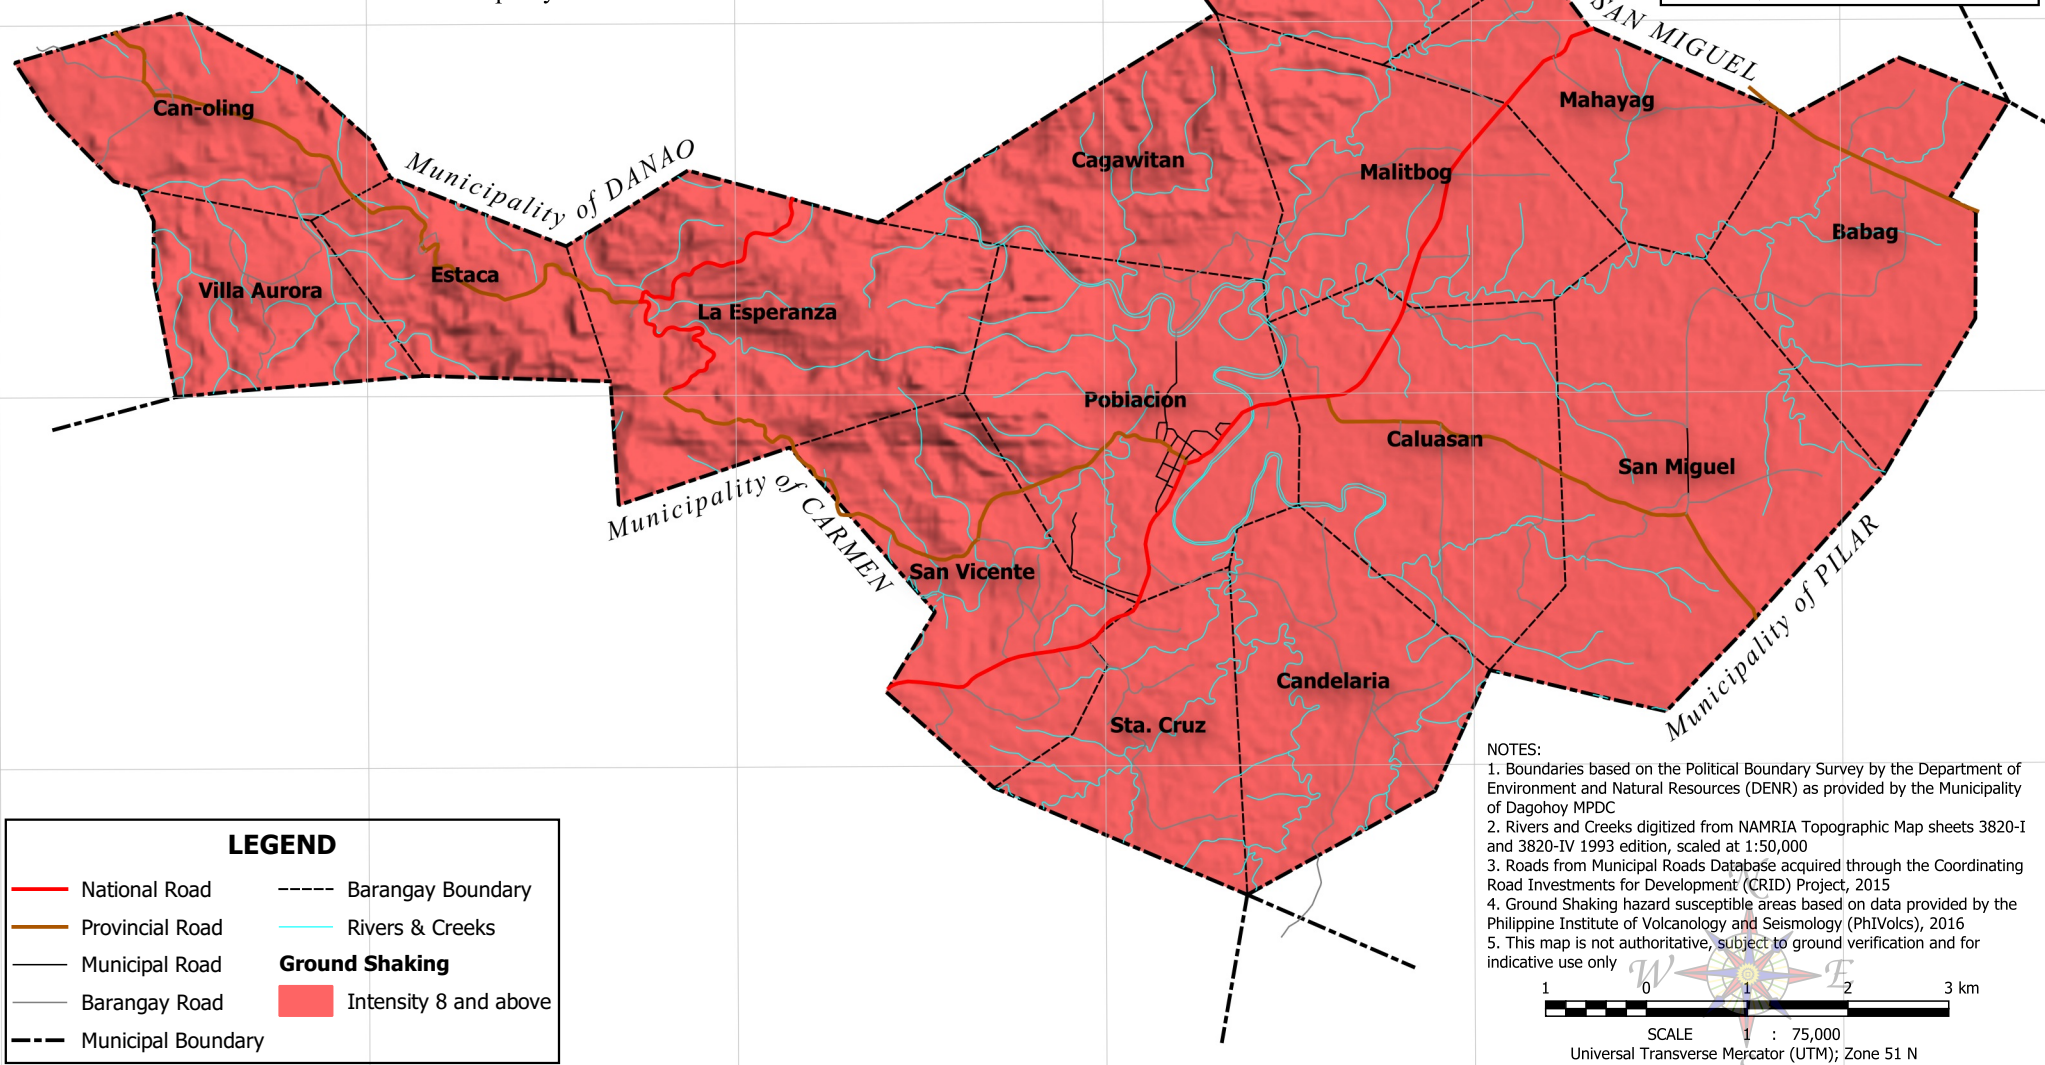 SAN MIGUEL
Can-oling
Mahayag
Municipality of DANAO
Cagawitan
Malitbog
Babag
Estaca
Villa Aurora
La Esperanza
Poblacion
Caluasan
San Miguel
Municipality of CARMEN
San Vicente
Municipality of PILAR
Candelaria
Sta. Cruz
LEGEND
National Road
Provincial Road
Municipal Road
Barangay Road
Municipal Boundary
Barangay Boundary
Rivers & Creeks
Ground Shaking
Intensity 8 and above
NOTES:
1. Boundaries based on the Political Boundary Survey by the Department of
Environment and Natural Resources (DENR) as provided by the Municipality
of Dagohoy MPDC
2. Rivers and Creeks digitized from NAMRIA Topographic Map sheets 3820-I
and 3820-IV 1993 edition, scaled at 1:50,000
3. Roads from Municipal Roads Database acquired through the Coordinating
Road Investments for Development (CRID) Project, 2015
4. Ground Shaking hazard susceptible areas based on data provided by the
Philippine Institute of Volcanology and Seismology (PhIVolcs), 2016
5. This map is not authoritative, subject to ground verification and for
indicative use only
N
W E
1 0 1 2 3 km
SCALE 1 : 75,000
Universal Transverse Mercator (UTM); Zone 51 N